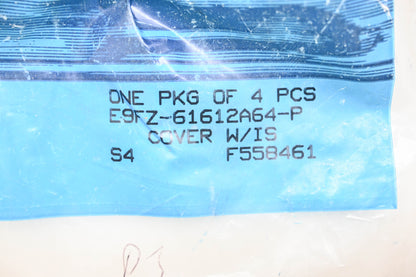 ONE PKG OF 4 PCS
E9FZ-61612A64-P
COVER W/IS
S4 F558461